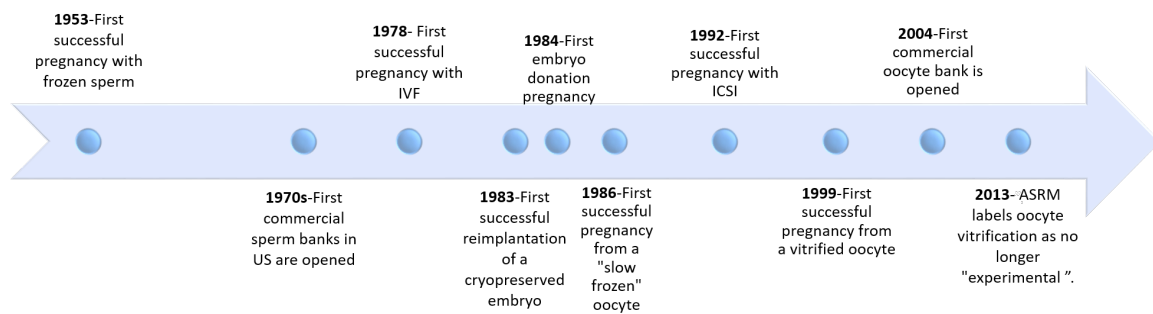 1953-First
successful
pregnancy with
frozen sperm
1970s-First
commercial
sperm banks in
US are opened
1978- First
successful
pregnancy with
IVF
1983-First
successful
reimplantation
of a
cryopreserved
embryo
1984-First
embryo
donation
pregnancy
1986-First
successful
pregnancy
from a
"slow
frozen"
oocyte
1992-First
successful
pregnancy with
ICSI
1999-First
successful
pregnancy from
a vitrified oocyte
2004-First
commercial
oocyte bank is
opened
2013- ASRM
labels oocyte
vitrification as no
longer
"experimental ”.